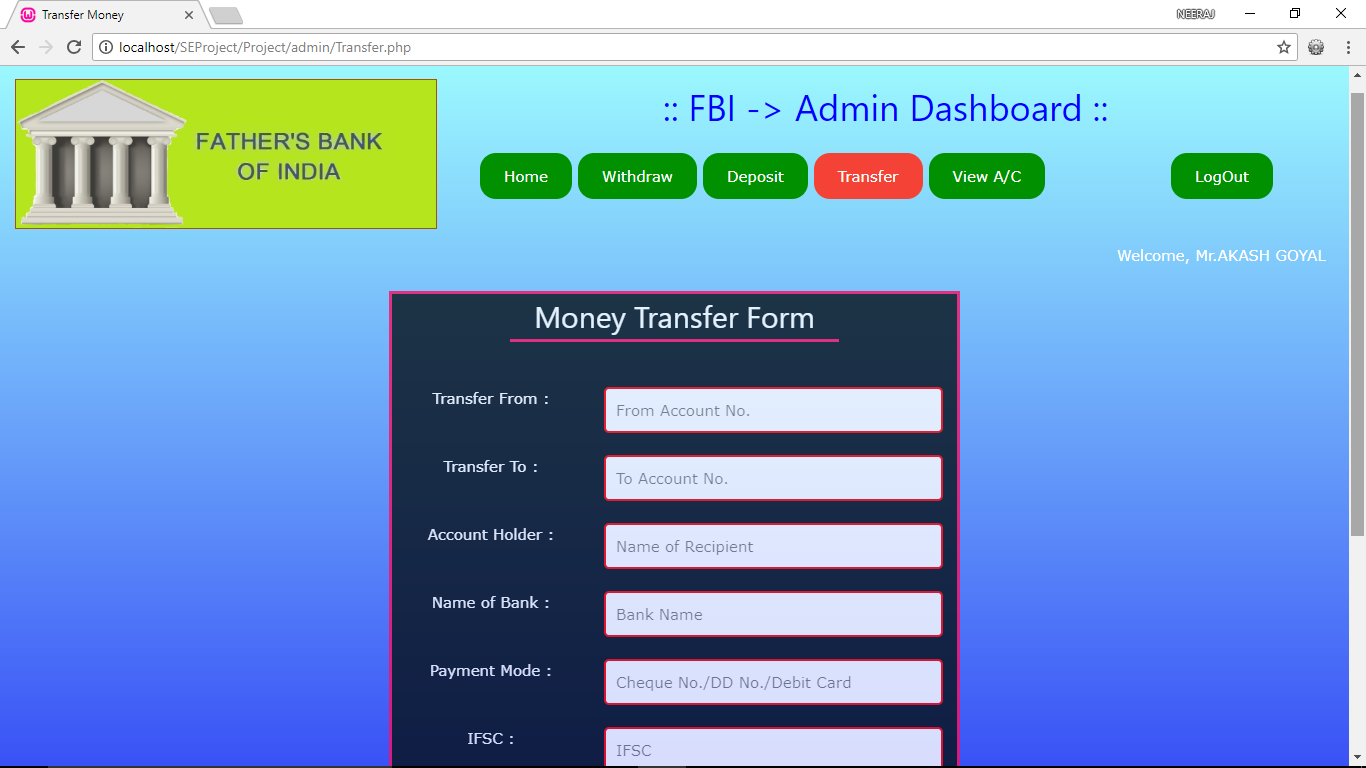 Transfer Money
NEERAJ
localhost/SEProject/Project/admin/Transfer.php
FATHER'S BANK
OF INDIA
:: FBI -> Admin Dashboard ::
Home Withdraw Deposit Transfer View A/C LogOut
Welcome, Mr.AKASH GOYAL
Money Transfer Form
Transfer From : From Account No.
Transfer To : To Account No.
Account Holder : Name of Recipient
Name of Bank : Bank Name
Payment Mode : Cheque No./DD No./Debit Card
IFSC : IFSC